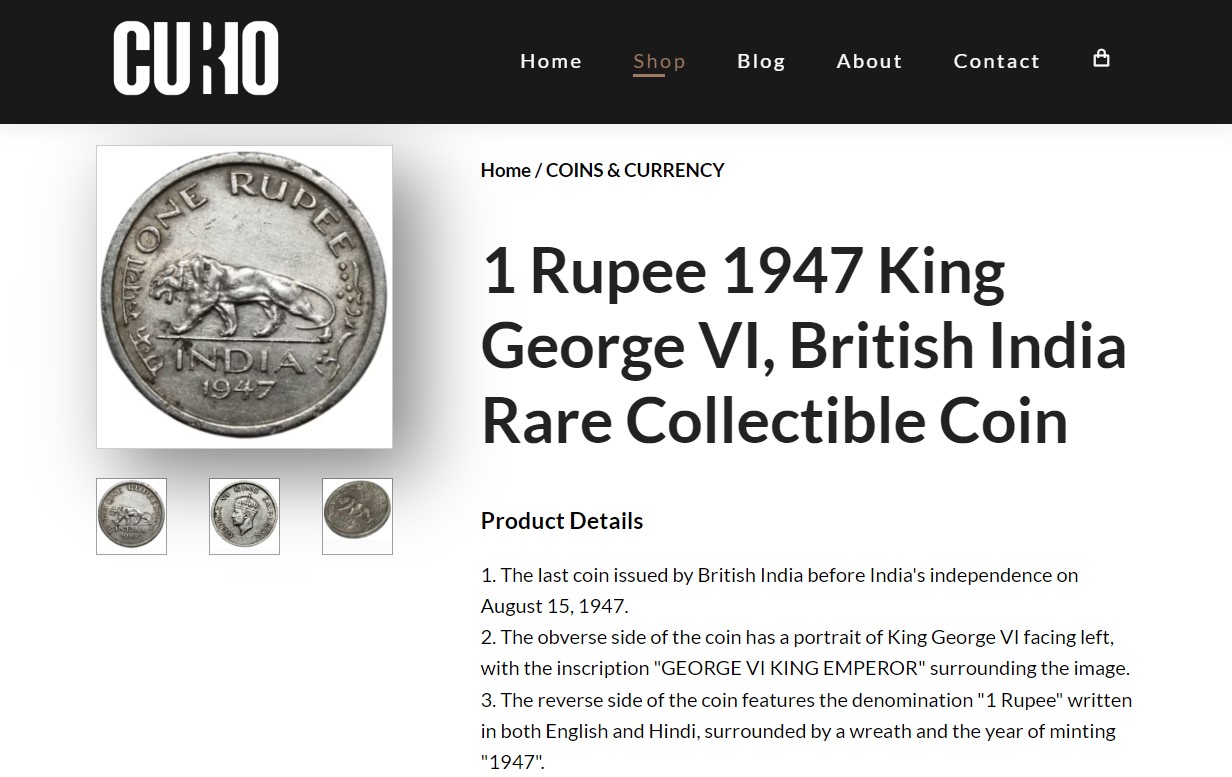 CURIO
Home
Shop
Blog
About
Contact
ONE RUPEE
एक रुपया
INDIA
1947
Home / COINS & CURRENCY
1 Rupee 1947 King
George VI, British India
Rare Collectible Coin
Product Details
1. The last coin issued by British India before India's independence on
August 15, 1947.
2. The obverse side of the coin has a portrait of King George VI facing left,
with the inscription "GEORGE VI KING EMPEROR" surrounding the image.
3. The reverse side of the coin features the denomination "1 Rupee" written
in both English and Hindi, surrounded by a wreath and the year of minting
"1947".